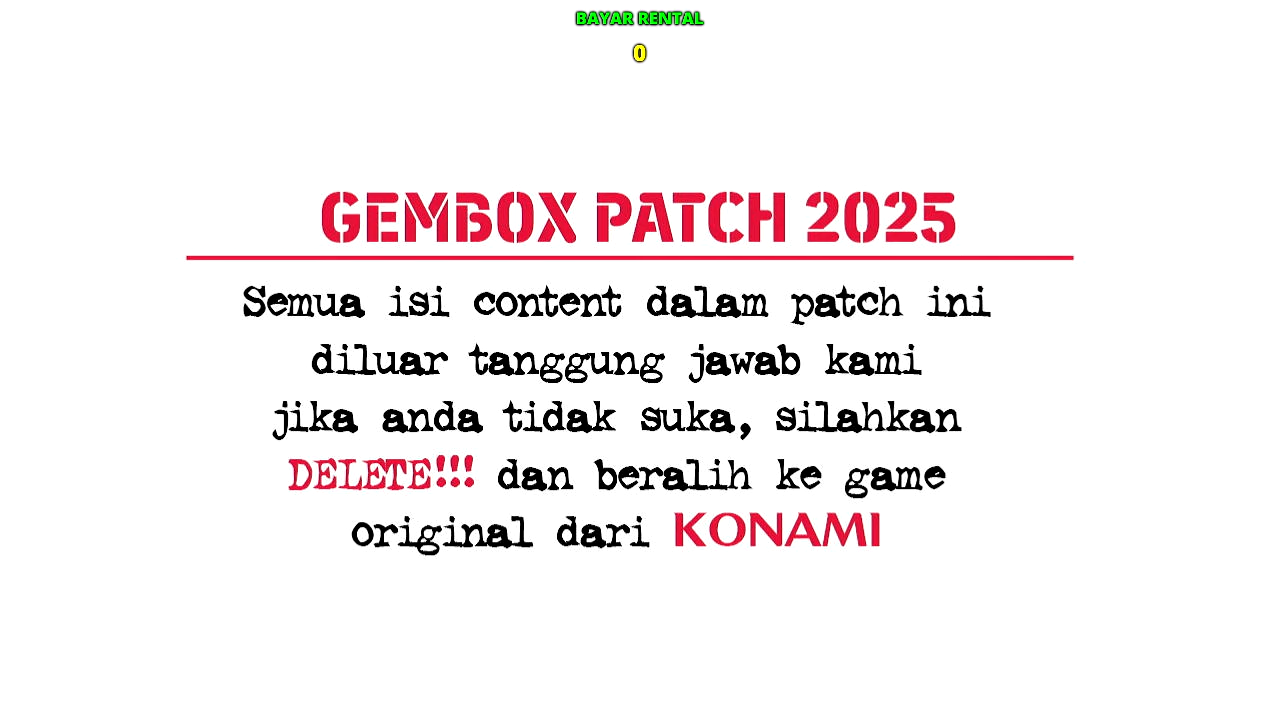 BAYAR RENTAL
0
GEMBOX PATCH 2025
Semua isi content dalam patch ini
diluar tanggung jawab kami
jika anda tidak suka, silahkan
DELETE!!! dan beralih ke game
original dari KONAMI